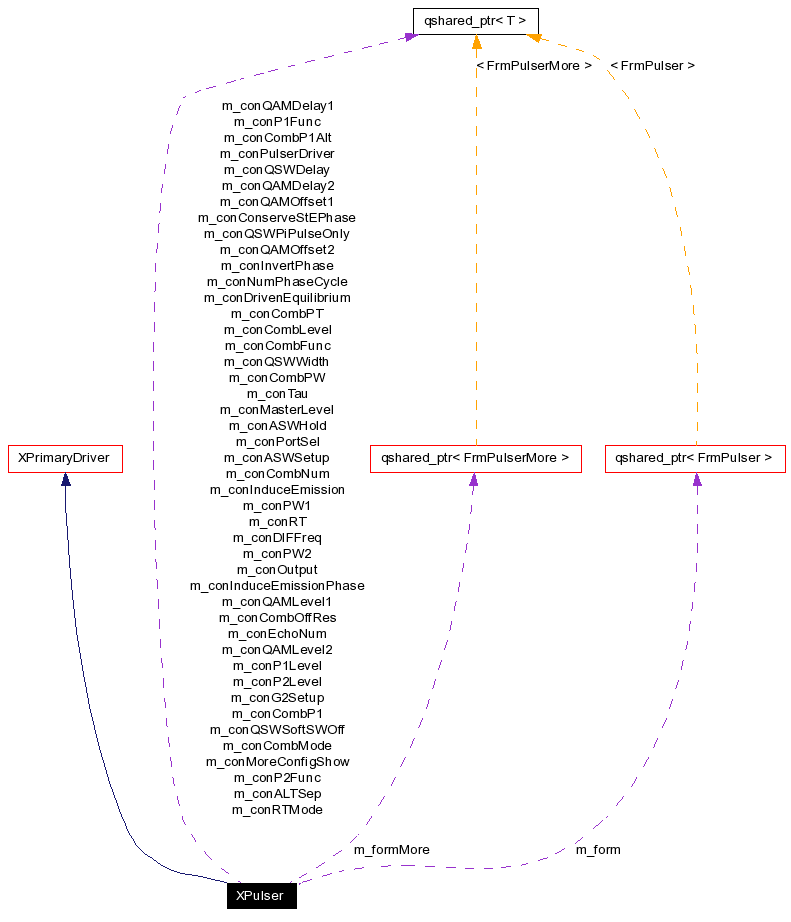 qshared_ptr< T >
< FrmPulserMore >
< FrmPulser >
m_conQAMDelay1
m_conP1Func
m_conCombP1Alt
m_conPulserDriver
m_conQSWDelay
m_conQAMDelay2
m_conQAMOffset1
m_conConserveStEPhase
m_conQSWPiPulseOnly
m_conQAMOffset2
m_conInvertPhase
m_conNumPhaseCycle
m_conDrivenEquilibrium
m_conCombPT
m_conCombLevel
m_conCombFunc
m_conQSWWidth
m_conCombPW
m_conTau
m_conMasterLevel
m_conASWHold
m_conPortSel
m_conASWSetup
m_conCombNum
m_conInduceEmission
m_conPW1
m_conRT
m_conDIFFreq
m_conPW2
m_conOutput
m_conInduceEmissionPhase
m_conQAMLevel1
m_conCombOffRes
m_conEchoNum
m_conQAMLevel2
m_conP1Level
m_conP2Level
m_conG2Setup
m_conCombP1
m_conQSWSoftSWOff
m_conCombMode
m_conMoreConfigShow
m_conP2Func
m_conALTSep
m_conRTMode
XPrimaryDriver
qshared_ptr< FrmPulserMore >
qshared_ptr< FrmPulser >
m_formMore
m_form
XPulser